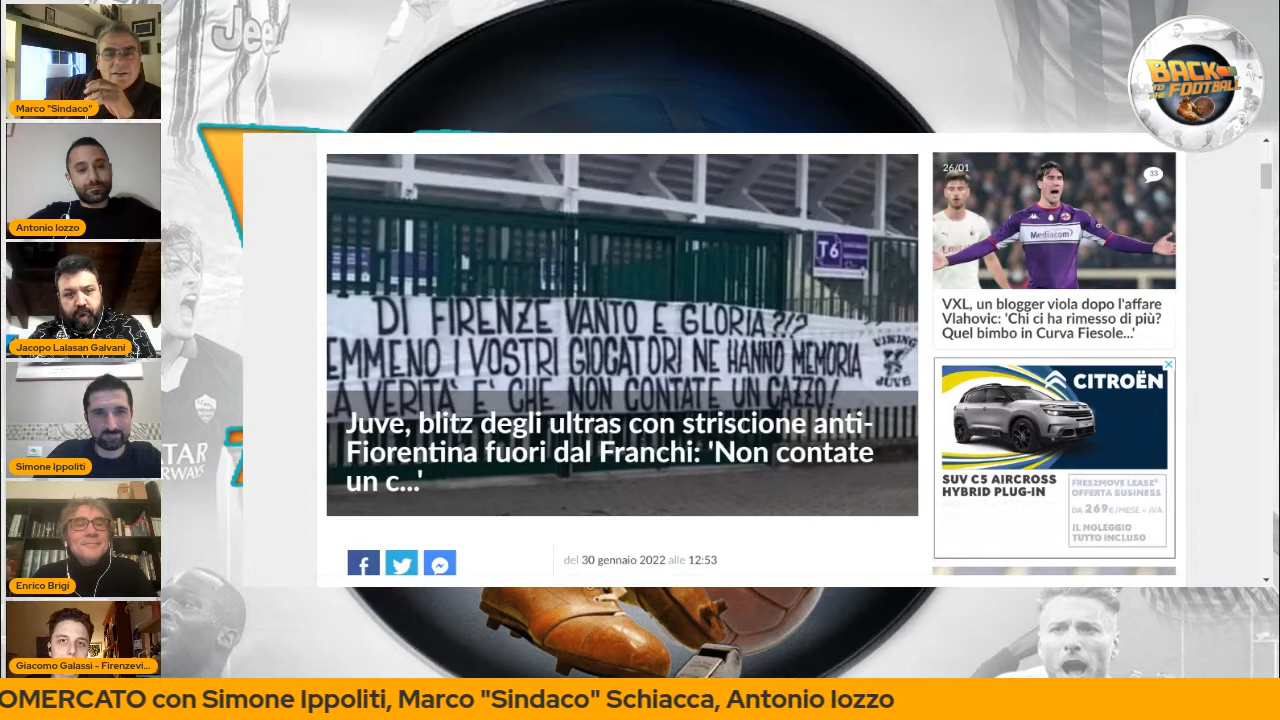 Marco "Sindaco"
Antonio Iozzo
Jacopo Lalasan Galvani
Simone Ippoliti
Enrico Brigi
Giacomo Galassi - Firenzevi...
Jeep
BACK
TO THE FOOTBALL
T6
DI FIRENZE VANTO E GLORIA?!?
EMMENO I VOSTRI GIOCATORI NE HANNO MEMORIA
A VERITA' E' CHE NON CONTATE UN CAZZO!
VIKING
JUVE
Juve, blitz degli ultras con striscione anti-
Fiorentina fuori dal Franchi: 'Non contate
un c...'
del 30 gennaio 2022 alle 12:53
26/01
33
Mediacom
VXL, un blogger viola dopo l'affare
Vlahovic: 'Chi ci ha rimesso di più?
Quel bimbo in Curva Fiesole...'
CITROËN
SUV C5 AIRCROSS
HYBRID PLUG-IN
FREE2MOVE LEASE®
OFFERTA BUSINESS
DA 269€/MESE + IVA
IL NOLEGGIO
TUTTO INCLUSO
OMERCATO con Simone Ippoliti, Marco "Sindaco" Schiacca, Antonio Iozzo